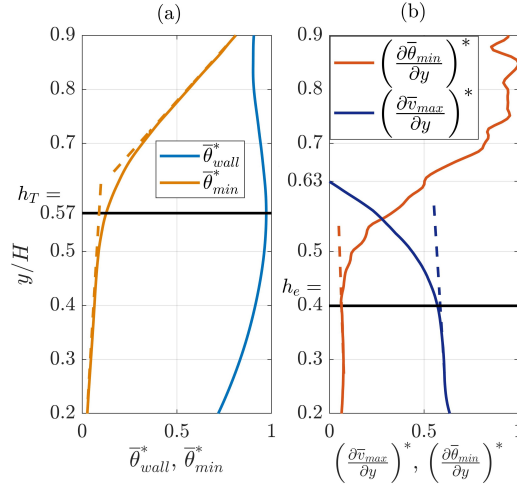 (a)
(b)
0.9
0.7
h_T =
0.57
0.5
0.4
0.3
0.2
y/H
θ̅*_wall
θ̅*_min
0
0.5
1
θ̅*_wall, θ̅*_min
0.9
0.8
0.7
0.63
0.5
h_e =
0.4
0.3
0.2
(∂θ̅_min/∂y)*
(∂v̅_max/∂y)*
0
0.5
1
(∂v̅_max/∂y)*, (∂θ̅_min/∂y)*